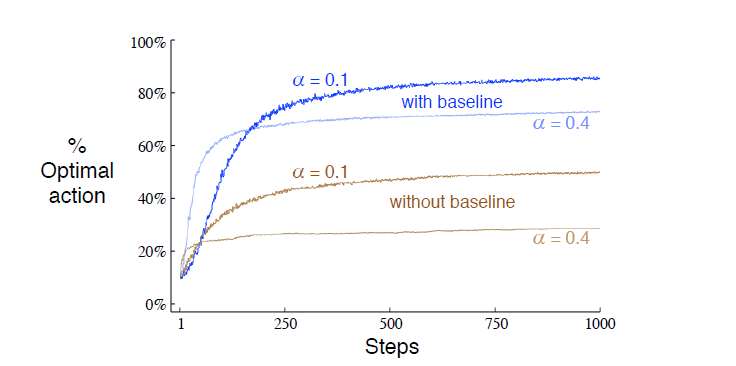 100%
α = 0.1
80%
with baseline
α = 0.4
%
Optimal
action
60%
α = 0.1
40%
without baseline
α = 0.4
20%
0%
1 250 500 750 1000
Steps